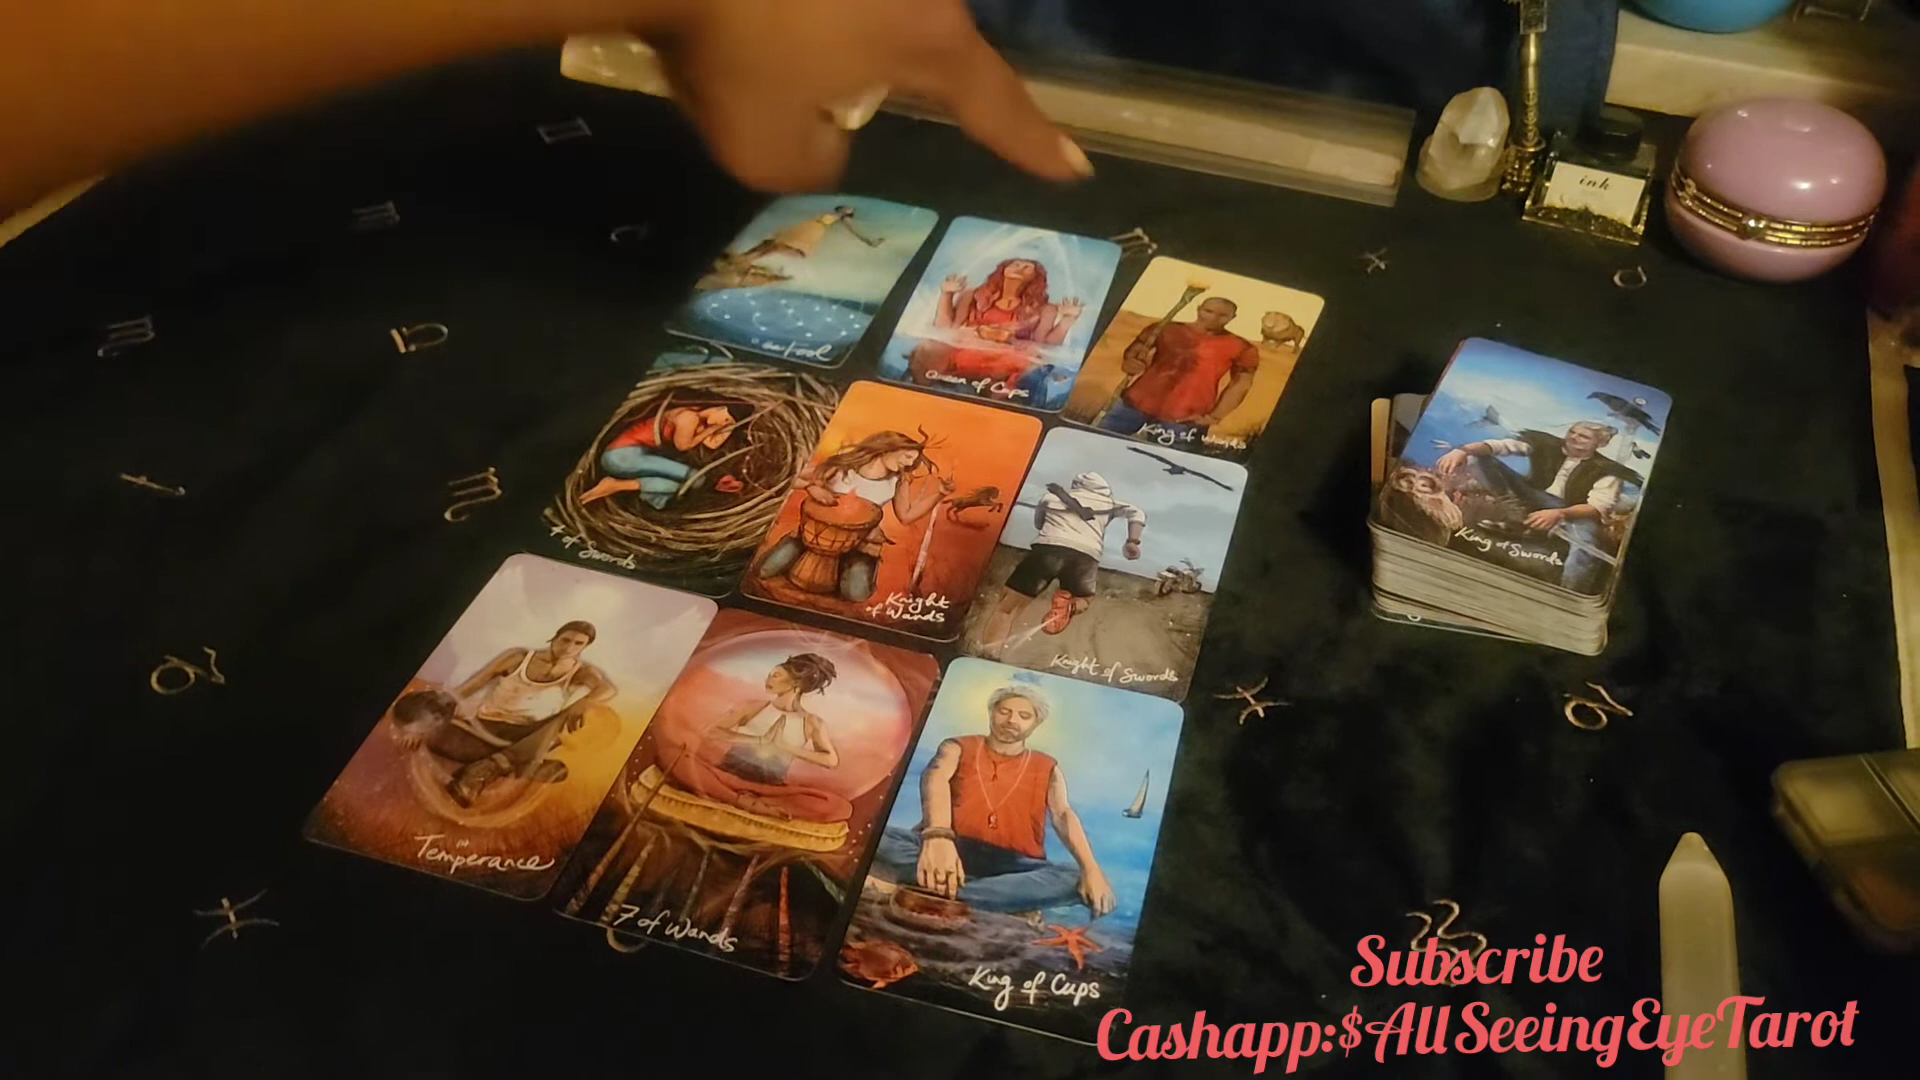 ink
Fool
Queen of Cups
King of Wands
7 of Swords
Knight
of Wands
Knight of Swords
King of Swords
Temperance
7 of Wands
King of Cups
Subscribe
Cashapp:$AllSeeingEyeTarot